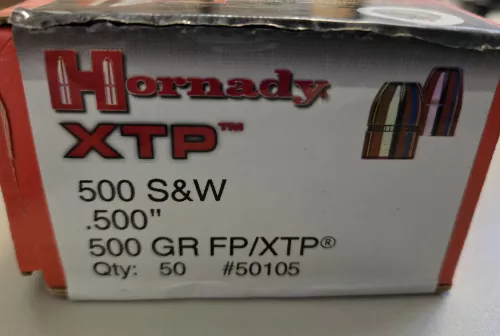 Hornady
XTP™
500 S&W
.500"
500 GR FP/XTP®
Qty: 50 #50105